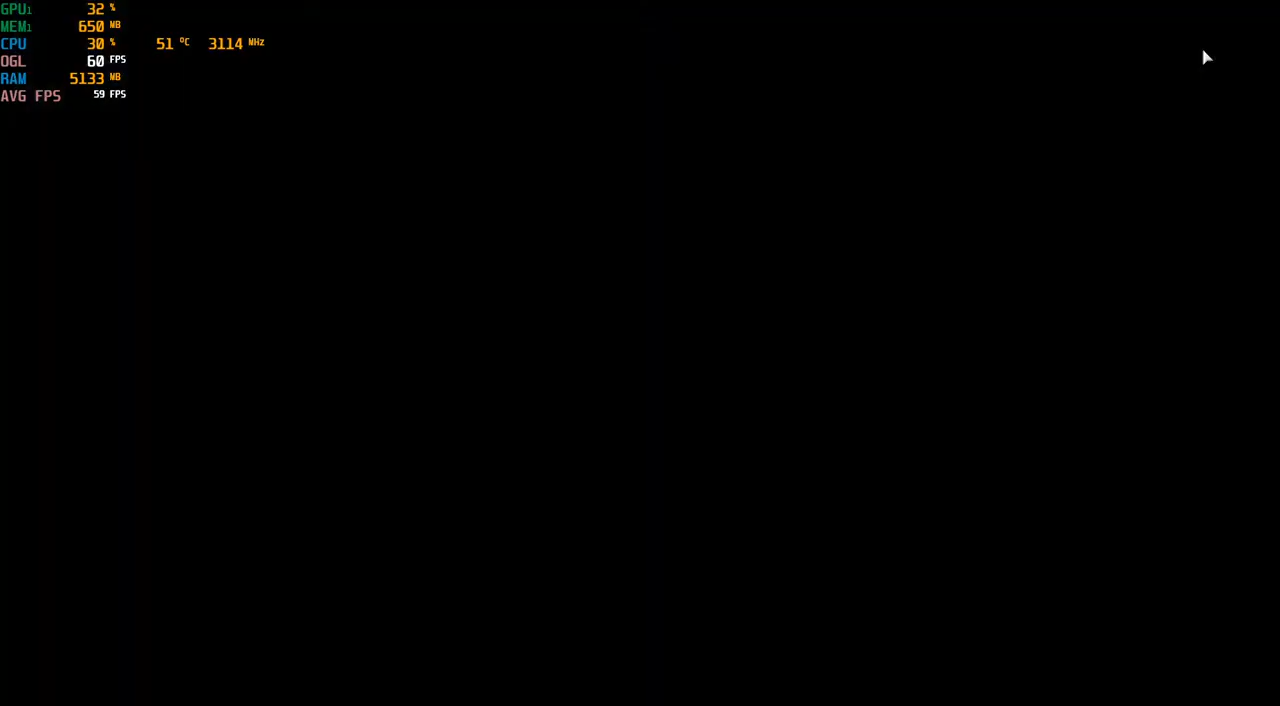 GPU1 32 %
MEM1 650 MB
CPU 30 % 51 °C 3114 MHz
OGL 60 FPS
RAM 5133 MB
AVG FPS 59 FPS